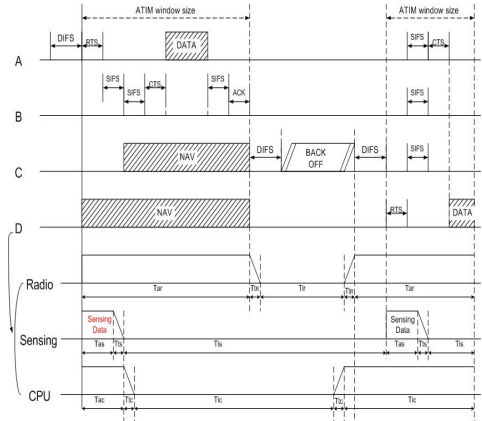 ATIM window size ATIM window size
DIFS RTS DATA SIFS CTS
A
SIFS SIFS CTS SIFS ACK SIFS
B
NAV DIFS BACK OFF DIFS SIFS
C
NAV RTS DATA
D
Radio
Tar Ttr Tir Ttr Tar
Sensing Data Sensing Data
Sensing
Tas Tts Tis Tas Tts Tis
CPU
Tac Ttc Tic Ttc Tic